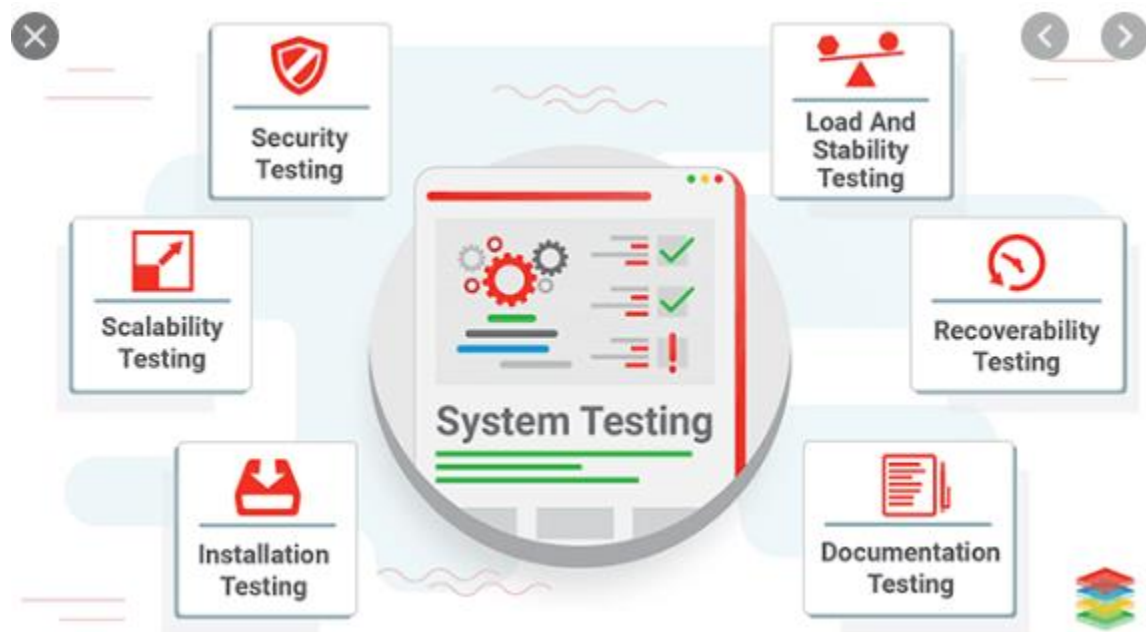 Security
Testing
Load And
Stability
Testing
Scalability
Testing
Recoverability
Testing
System Testing
Installation
Testing
Documentation
Testing